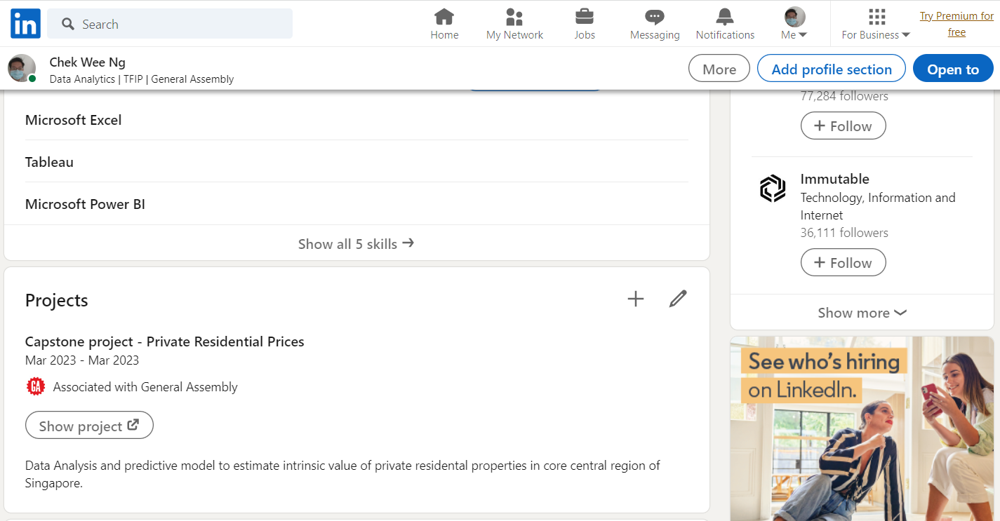 in
Search
Home
My Network
Jobs
Messaging
Notifications
Me
For Business
Try Premium for
free
Chek Wee Ng
Data Analytics | TFIP | General Assembly
More
Add profile section
Open to
Microsoft Excel
Tableau
Microsoft Power BI
Show all 5 skills →
Projects
Capstone project - Private Residential Prices
Mar 2023 - Mar 2023
GA
Associated with General Assembly
Show project
Data Analysis and predictive model to estimate intrinsic value of private residental properties in core central region of
Singapore.
77,284 followers
+ Follow
Immutable
Technology, Information and
Internet
36,111 followers
+ Follow
Show more
See who's hiring
on LinkedIn.